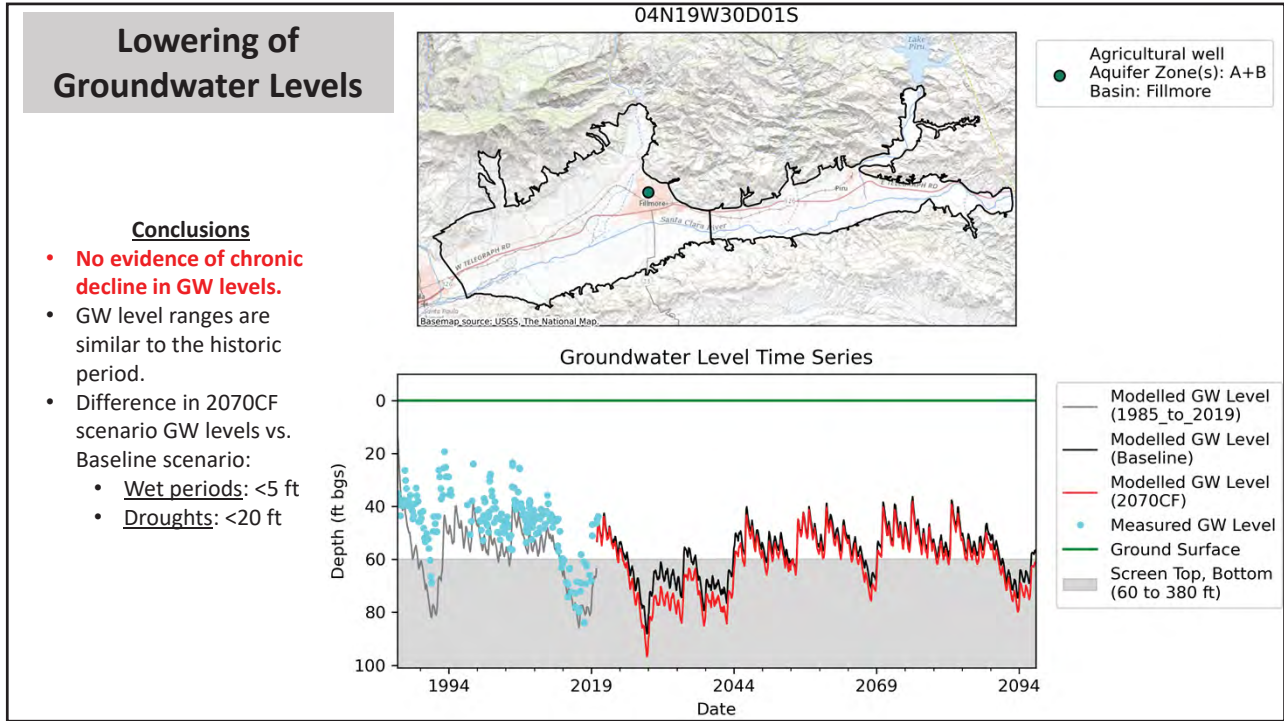 Lowering of
Groundwater Levels
Conclusions
• No evidence of chronic
decline in GW levels.
• GW level ranges are
similar to the historic
period.
• Difference in 2070CF
scenario GW levels vs.
Baseline scenario:
• Wet periods: <5 ft
• Droughts: <20 ft
04N19W30D01S
Lake
Piru
Piru
E TELEGRAPH RD
126
Fillmore
Santa Clara River
W TELEGRAPH RD
Santa Paula
Basemap source: USGS, The National Map.
Agricultural well
Aquifer Zone(s): A+B
Basin: Fillmore
Groundwater Level Time Series
Depth (ft bgs)
0
20
40
60
80
100
1994
2019
2044
2069
2094
Date
Modelled GW Level
(1985_to_2019)
Modelled GW Level
(Baseline)
Modelled GW Level
(2070CF)
Measured GW Level
Ground Surface
Screen Top, Bottom
(60 to 380 ft)